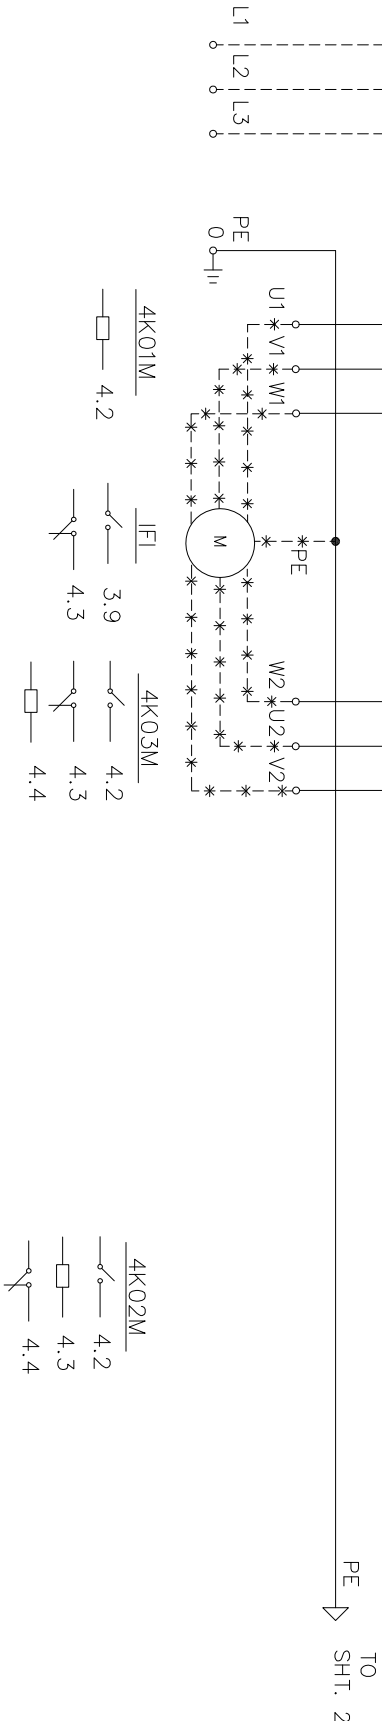 L1
L2
L3
PE
0
U1
V1
W1
M
PE
W2
U2
V2
4K01M
4.2
IFI
3.9
4.3
4K03M
4.2
4.3
4.4
4K02M
4.2
4.3
4.4
PE
TO
SHT. 2